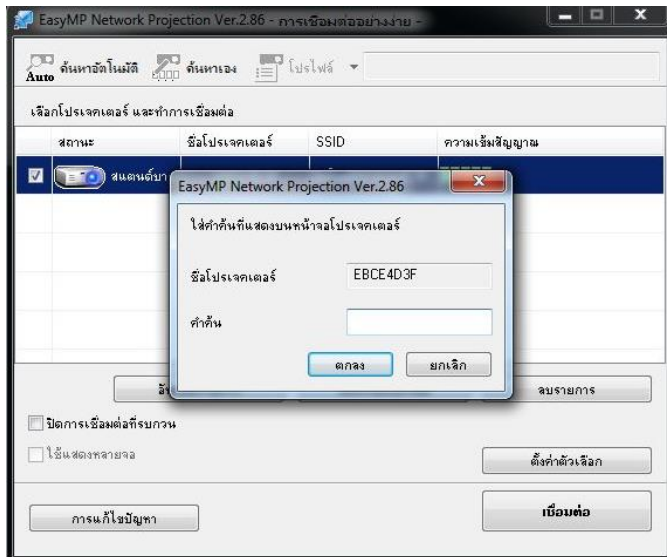 EasyMP Network Projection Ver.2.86 - การเชื่อมต่ออย่างง่าย -
Auto ค้นหาอัตโนมัติ ค้นหาเอง โปรไฟล์
เลือกโปรเจคเตอร์ และทำการเชื่อมต่อ
สถานะ ชื่อโปรเจคเตอร์ SSID ความเข้มสัญญาณ
EasyMP Network Projection Ver.2.86
ใส่คำค้นที่แสดงบนหน้าจอโปรเจคเตอร์
ชื่อโปรเจคเตอร์ EBCE4D3F
คำค้น
ตกลง ยกเลิก
ลบรายการ
ปิดการเชื่อมต่อที่รบกวน
ใช้แสดงหลายจอ
ตั้งค่าตัวเลือก
การแก้ไขปัญหา
เชื่อมต่อ